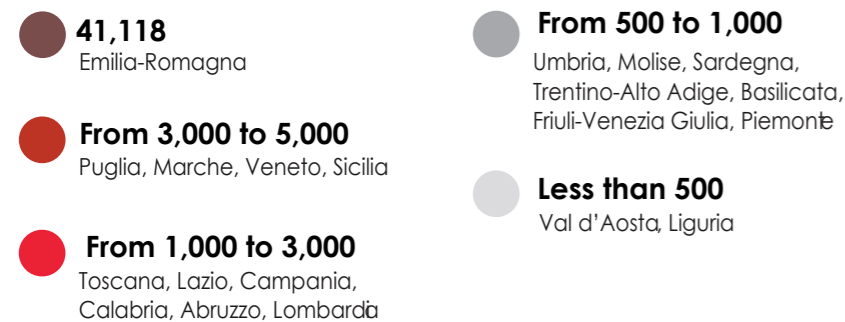 41,118
Emilia-Romagna
From 3,000 to 5,000
Puglia, Marche, Veneto, Sicilia
From 1,000 to 3,000
Toscana, Lazio, Campania,
Calabria, Abruzzo, Lombardia
From 500 to 1,000
Umbria, Molise, Sardegna,
Trentino-Alto Adige, Basilicata,
Friuli-Venezia Giulia, Piemonte
Less than 500
Val d'Aosta, Liguria